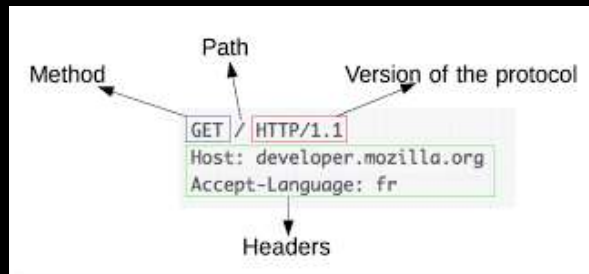 Path
Method
Version of the protocol
GET / HTTP/1.1
Host: developer.mozilla.org
Accept-Language: fr
Headers